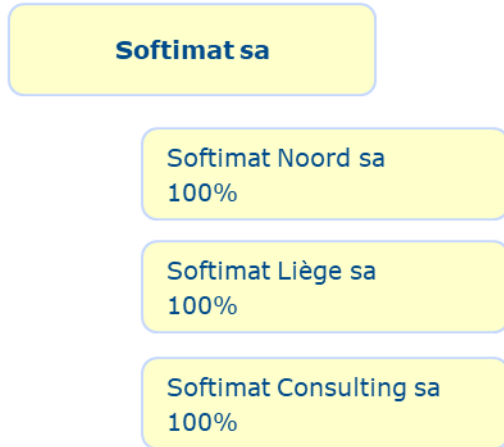 Softimat sa
Softimat Noord sa
100%
Softimat Liège sa
100%
Softimat Consulting sa
100%